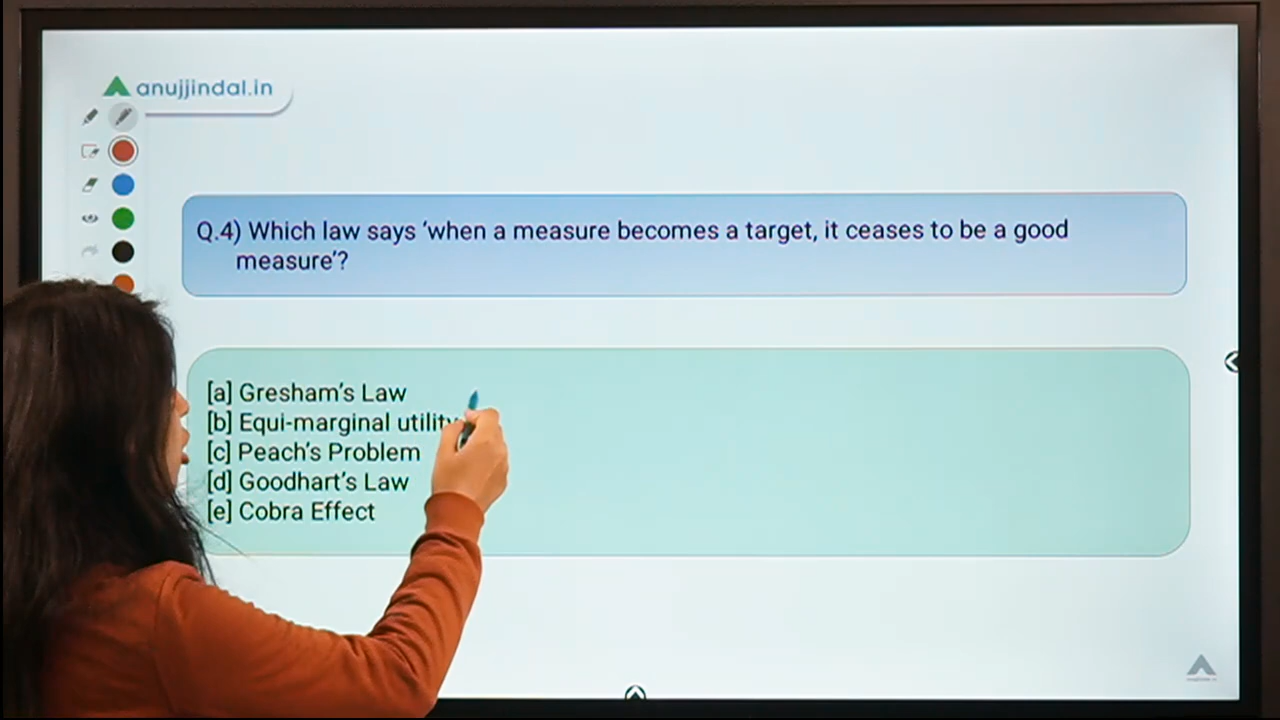 anujjindal.in
Q.4) Which law says ‘when a measure becomes a target, it ceases to be a good
measure’?
[a] Gresham’s Law
[b] Equi-marginal utility
[c] Peach’s Problem
[d] Goodhart’s Law
[e] Cobra Effect